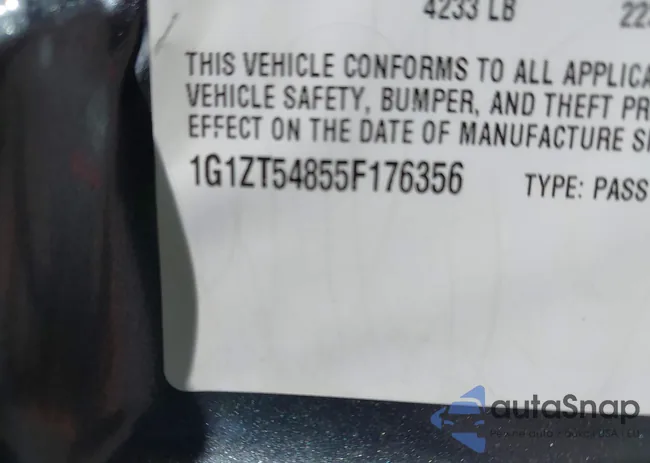 4233 LB
THIS VEHICLE CONFORMS TO ALL APPLICA
VEHICLE SAFETY, BUMPER, AND THEFT PR
EFFECT ON THE DATE OF MANUFACTURE S
1G1ZT54855F176356 TYPE: PASS
autaSnap